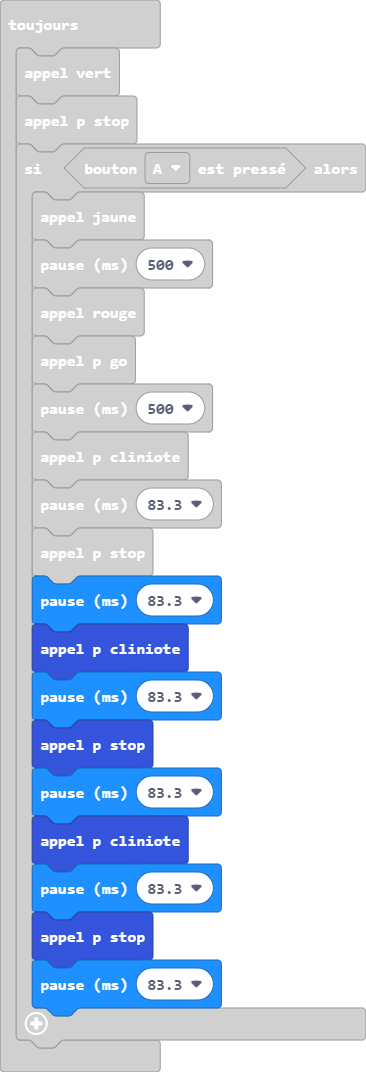 toujours
appel vert
appel p stop
si bouton A est pressé alors
appel jaune
pause (ms) 500
appel rouge
appel p go
pause (ms) 500
appel p cliniote
pause (ms) 83.3
appel p stop
pause (ms) 83.3
appel p cliniote
pause (ms) 83.3
appel p stop
pause (ms) 83.3
appel p cliniote
pause (ms) 83.3
appel p stop
pause (ms) 83.3